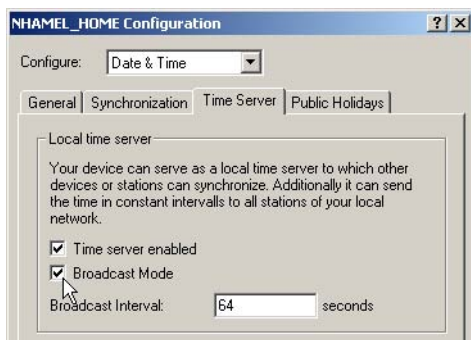 NHAMEL_HOME Configuration
Configure: Date & Time
General Synchronization Time Server Public Holidays
Local time server
Your device can serve as a local time server to which other
devices or stations can synchronize. Additionally it can send
the time in constant intervalls to all stations of your local
network.
Time server enabled
Broadcast Mode
Broadcast Interval: 64 seconds